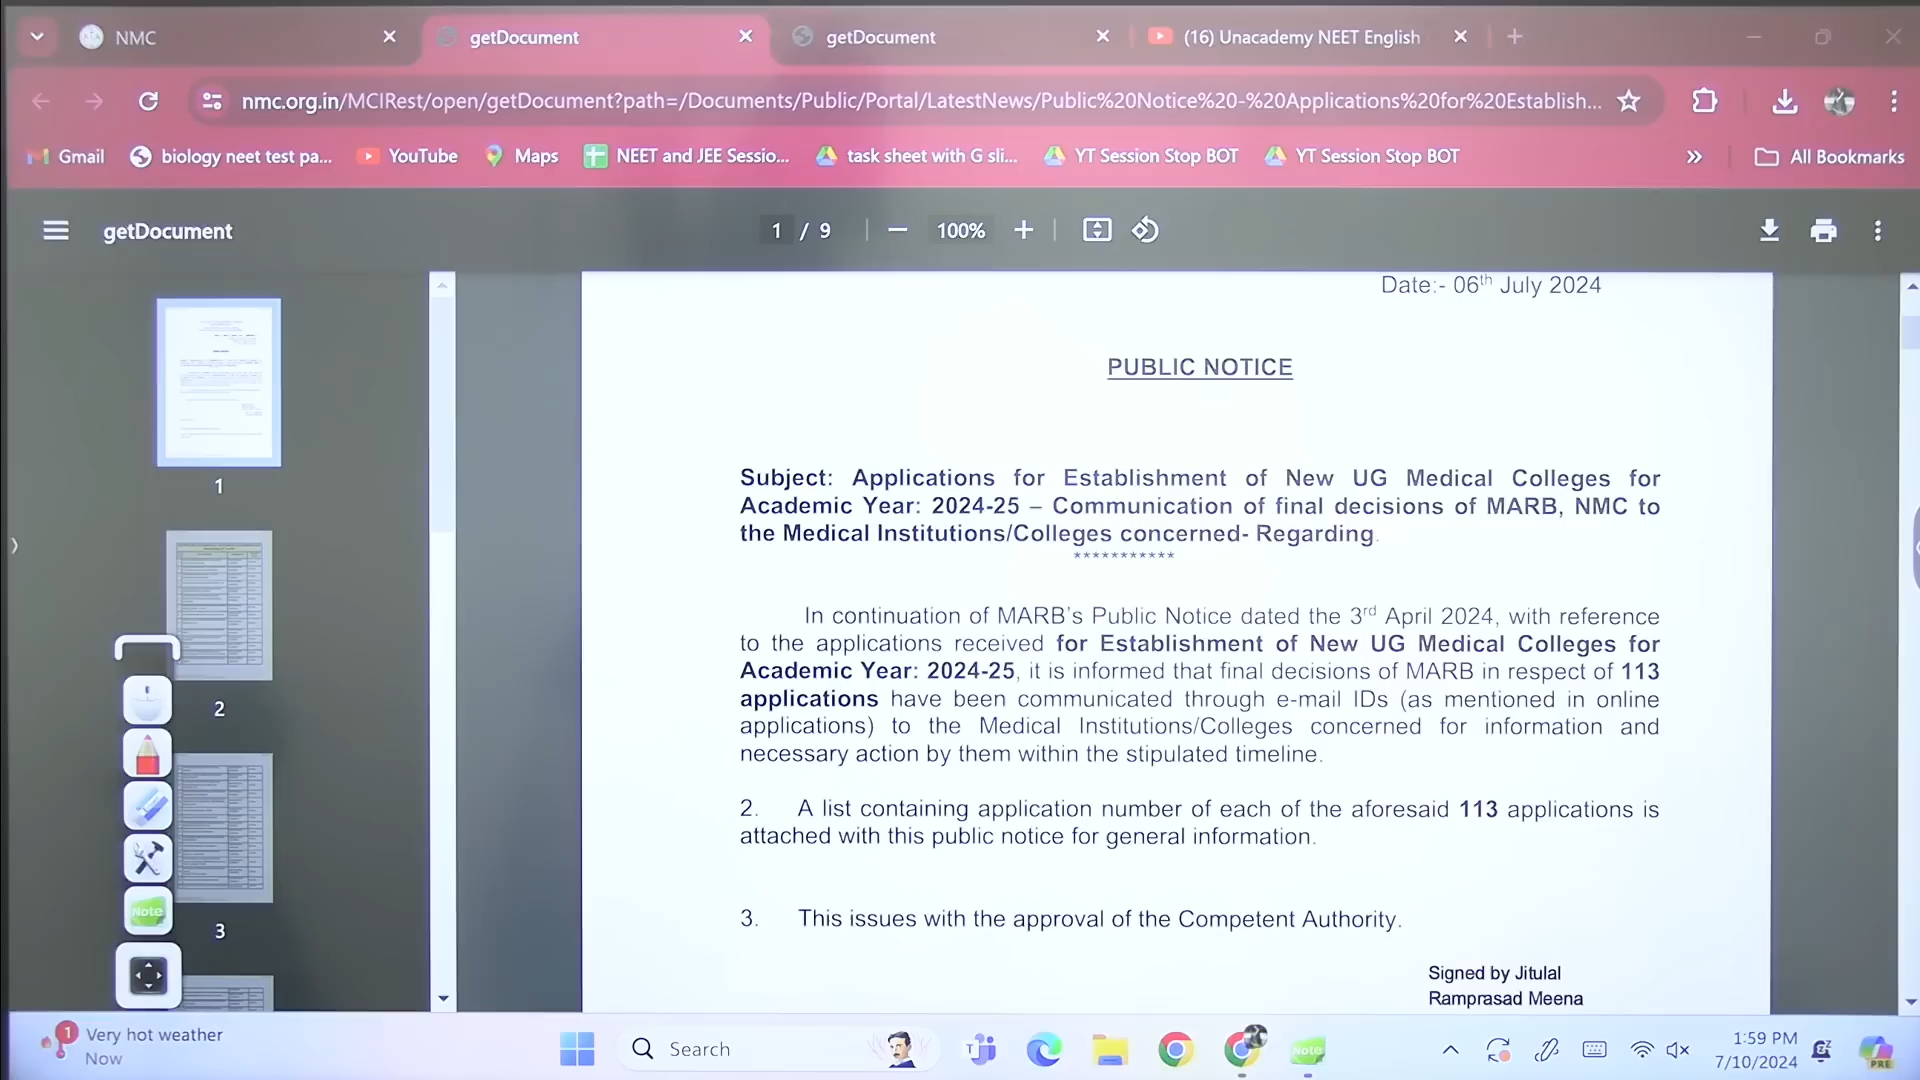 NMC
getDocument
getDocument
(16) Unacademy NEET English
nmc.org.in/MCIRest/open/getDocument?path=/Documents/Public/Portal/LatestNews/Public%20Notice%20-%20Applications%20for%20Establish...
Gmail
biology neet test pa...
YouTube
Maps
NEET and JEE Sessio...
task sheet with G sli...
YT Session Stop BOT
YT Session Stop BOT
All Bookmarks
getDocument
1 / 9
100%
Date:- 06th July 2024
PUBLIC NOTICE
Subject: Applications for Establishment of New UG Medical Colleges for
Academic Year: 2024-25 – Communication of final decisions of MARB, NMC to
the Medical Institutions/Colleges concerned- Regarding.
***********
In continuation of MARB's Public Notice dated the 3rd April 2024, with reference
to the applications received for Establishment of New UG Medical Colleges for
Academic Year: 2024-25, it is informed that final decisions of MARB in respect of 113
applications have been communicated through e-mail IDs (as mentioned in online
applications) to the Medical Institutions/Colleges concerned for information and
necessary action by them within the stipulated timeline.
2. A list containing application number of each of the aforesaid 113 applications is
attached with this public notice for general information.
3. This issues with the approval of the Competent Authority.
Signed by Jitulal
Ramprasad Meena
1
2
3
Note
1
Very hot weather
Now
Search
Note
1:59 PM
7/10/2024
PRE